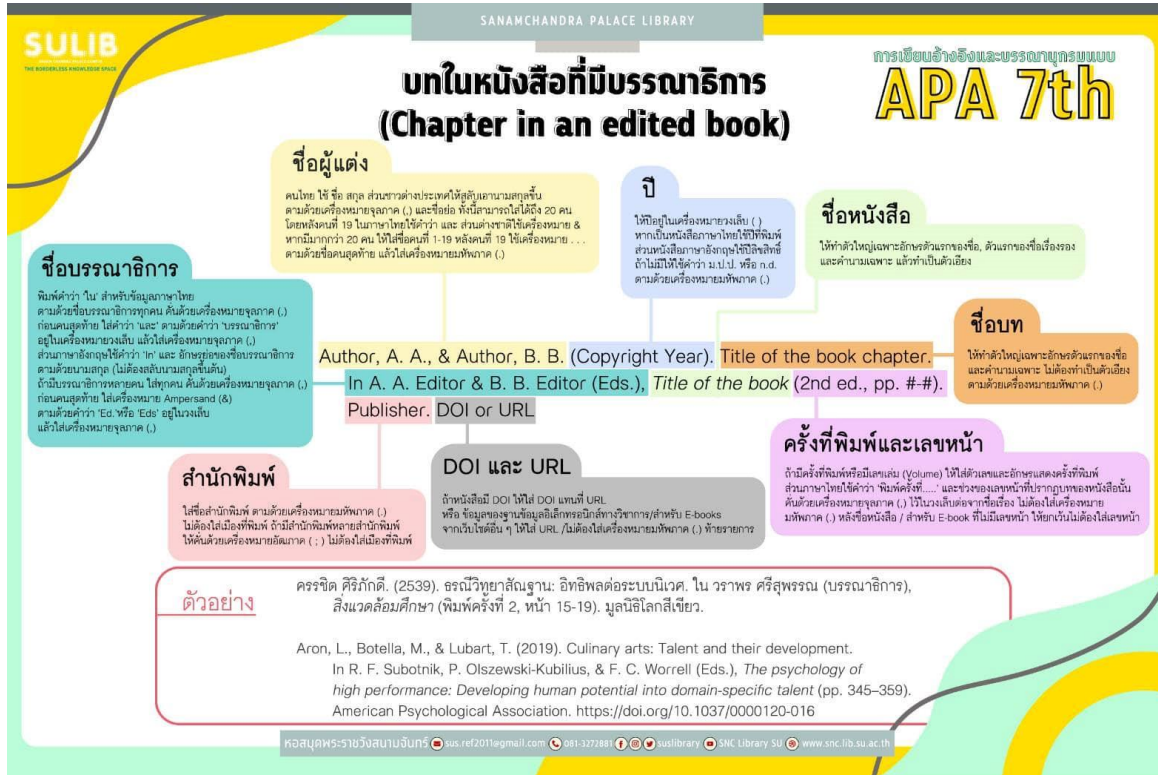 SANAMCHANDRA PALACE LIBRARY
SULIB
THE BORDERLESS KNOWLEDGE SPACE
การเขียนอ้างอิงและบรรณานุกรมแบบ
APA 7th
บทในหนังสือที่มีบรรณาธิการ
(Chapter in an edited book)
ชื่อผู้แต่ง
คนไทย ใช้ ชื่อ สกุล ส่วนชาวต่างประเทศให้สลับเอานามสกุลขึ้น
ตามด้วยเครื่องหมายจุลภาค (,) และชื่อย่อ ทั้งนี้สามารถใส่ได้ถึง 20 คน
โดยหลังคนที่ 19 ในภาษาไทยใช้คำว่า และ ส่วนต่างชาติใช้เครื่องหมาย &
หากมีมากกว่า 20 คน ให้ใส่ชื่อคนที่ 1-19 หลังคนที่ 19 ใช้เครื่องหมาย . . .
ตามด้วยชื่อคนสุดท้าย แล้วใส่เครื่องหมายมหัพภาค (.)
ปี
ให้ปีอยู่ในเครื่องหมายวงเล็บ ( )
หากเป็นหนังสือภาษาไทยใช้ปีที่พิมพ์
ส่วนหนังสือภาษาอังกฤษใช้ปีลิขสิทธิ์
ถ้าไม่มีให้ใช้คำว่า ม.ป.ป. หรือ n.d.
ตามด้วยเครื่องหมายมหัพภาค (.)
ชื่อหนังสือ
ให้ทำตัวใหญ่เฉพาะอักษรตัวแรกของชื่อ, ตัวแรกของชื่อเรื่องรอง
และคำนามเฉพาะ แล้วทำเป็นตัวเอียง
ชื่อบรรณาธิการ
พิมพ์คำว่า 'ใน' สำหรับข้อมูลภาษาไทย
ตามด้วยชื่อบรรณาธิการทุกคน คั่นด้วยเครื่องหมายจุลภาค (,)
ก่อนคนสุดท้าย ใส่คำว่า 'และ' ตามด้วยคำว่า 'บรรณาธิการ'
อยู่ในเครื่องหมายวงเล็บ แล้วใส่เครื่องหมายจุลภาค (,)
ส่วนภาษาอังกฤษใช้คำว่า 'In' และ อักษรย่อของชื่อบรรณาธิการ
ตามด้วยนามสกุล (ไม่ต้องสลับนามสกุลขึ้นต้น)
ถ้ามีบรรณาธิการหลายคน ใส่ทุกคน คั่นด้วยเครื่องหมายจุลภาค (,)
ก่อนคนสุดท้าย ใส่เครื่องหมาย Ampersand (&)
ตามด้วยคำว่า 'Ed.'หรือ 'Eds' อยู่ในวงเล็บ
แล้วใส่เครื่องหมายจุลภาค (,)
ชื่อบท
ให้ทำตัวใหญ่เฉพาะอักษรตัวแรกของชื่อ
และคำนามเฉพาะ ไม่ต้องทำเป็นตัวเอียง
ตามด้วยเครื่องหมายมหัพภาค (.)
Author, A. A., & Author, B. B. (Copyright Year). Title of the book chapter.
In A. A. Editor & B. B. Editor (Eds.), Title of the book (2nd ed., pp. #-#).
Publisher. DOI or URL
สำนักพิมพ์
ใส่ชื่อสำนักพิมพ์ ตามด้วยเครื่องหมายมหัพภาค (.)
ไม่ต้องใส่เมืองที่พิมพ์ ถ้ามีสำนักพิมพ์หลายสำนักพิมพ์
ให้คั่นด้วยเครื่องหมายอัฒภาค ( ; ) ไม่ต้องใส่เมืองที่พิมพ์
DOI และ URL
ถ้าหนังสือมี DOI ให้ใส่ DOI แทนที่ URL
หรือ ข้อมูลของฐานข้อมูลอิเล็กทรอนิกส์ทางวิชาการ/สำหรับ E-books
จากเว็บไซต์อื่น ๆ ให้ใส่ URL /ไม่ต้องใส่เครื่องหมายมหัพภาค (.) ท้ายรายการ
ครั้งที่พิมพ์และเลขหน้า
ถ้ามีครั้งที่พิมพ์หรือมีเลขเล่ม (Volume) ให้ใส่ตัวเลขและอักษรแสดงครั้งที่พิมพ์
ส่วนภาษาไทยใช้คำว่า 'พิมพ์ครั้งที่.....' และช่วงของเลขหน้าที่ปรากฏบทของหนังสือนั้น
คั่นด้วยเครื่องหมายจุลภาค (,) ไว้ในวงเล็บต่อจากชื่อเรื่อง ไม่ต้องใส่เครื่องหมาย
มหัพภาค (.) หลังชื่อหนังสือ / สำหรับ E-book ที่ไม่มีเลขหน้า ให้ยกเว้นไม่ต้องใส่เลขหน้า
ตัวอย่าง
ครรชิต ศิริภักดี. (2539). ธรณีวิทยาสัณฐาน: อิทธิพลต่อระบบนิเวศ. ใน วราพร ศรีสุพรรณ (บรรณาธิการ),
สิ่งแวดล้อมศึกษา (พิมพ์ครั้งที่ 2, หน้า 15-19). มูลนิธิโลกสีเขียว.
Aron, L., Botella, M., & Lubart, T. (2019). Culinary arts: Talent and their development.
In R. F. Subotnik, P. Olszewski-Kubilius, & F. C. Worrell (Eds.), The psychology of
high performance: Developing human potential into domain-specific talent (pp. 345–359).
American Psychological Association. https://doi.org/10.1037/0000120-016
หอสมุดพระราชวังสนามจันทร์ sus.ref2011@gmail.com 081-3272881 suslibrary SNC Library SU www.snc.lib.su.ac.th